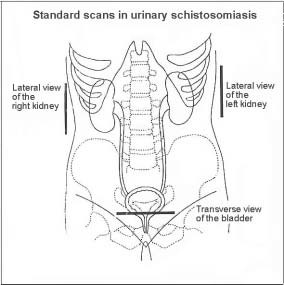 Standard scans in urinary schistosomiasis
Lateral view
of the
right kidney
Lateral view
of the
left kidney
Transverse view
of the bladder